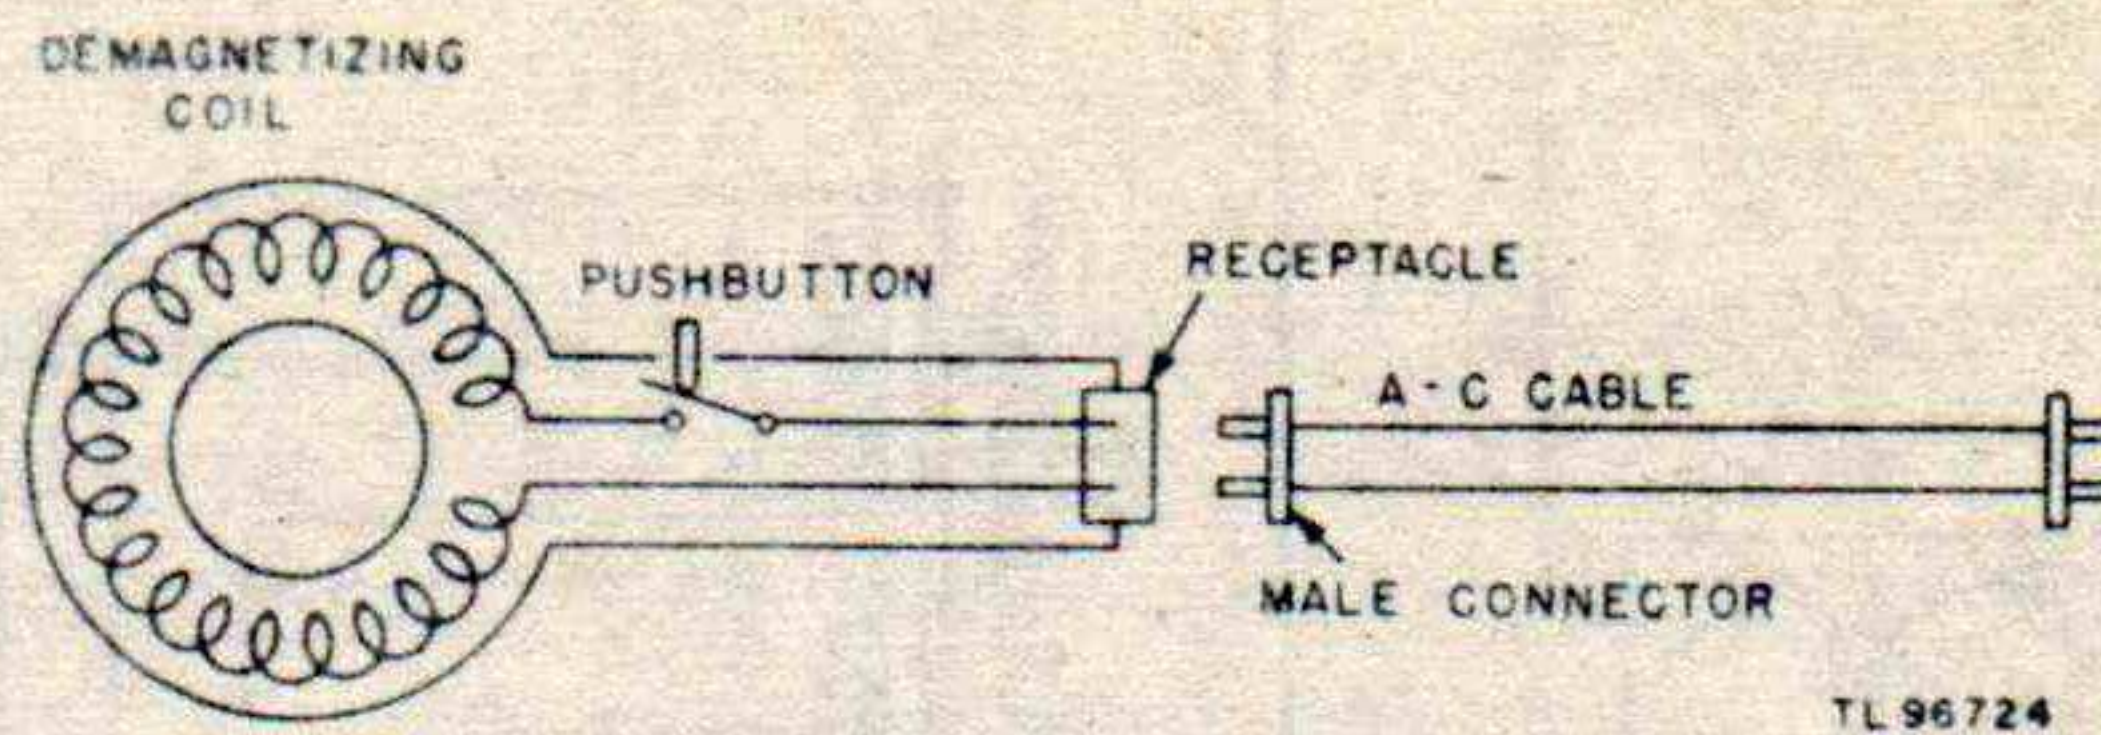 DEMAGNETIZING
COIL
PUSHBUTTON
RECEPTACLE
A-C CABLE
MALE CONNECTOR
TL 96724